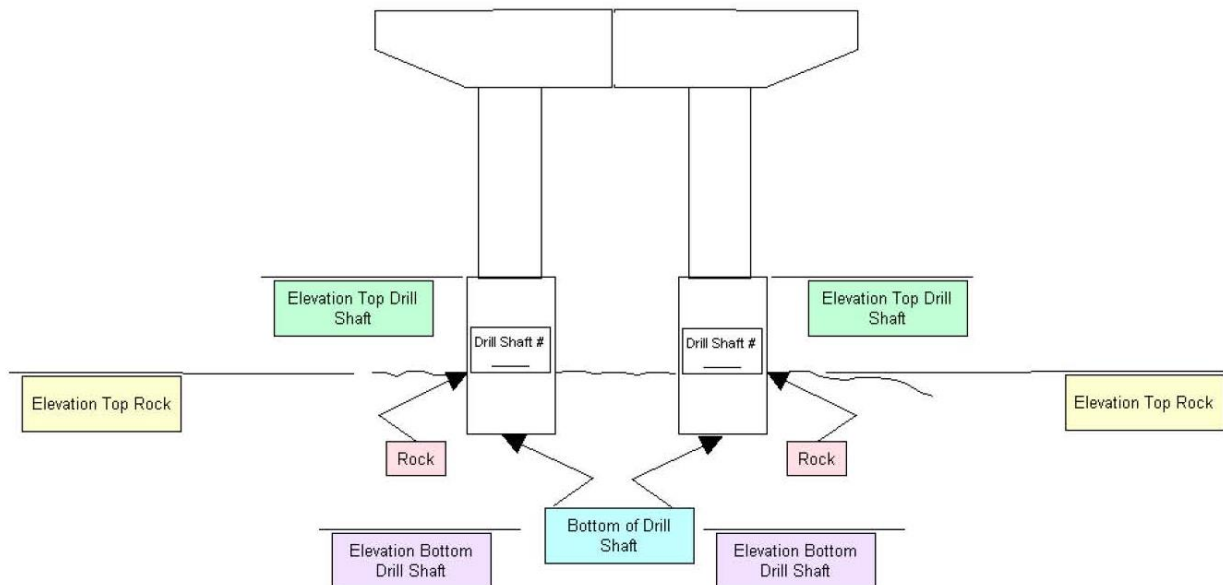 Elevation Top Drill
Shaft
Elevation Top Drill
Shaft
Drill Shaft #
Drill Shaft #
Elevation Top Rock
Elevation Top Rock
Rock
Rock
Bottom of Drill
Shaft
Elevation Bottom
Drill Shaft
Elevation Bottom
Drill Shaft